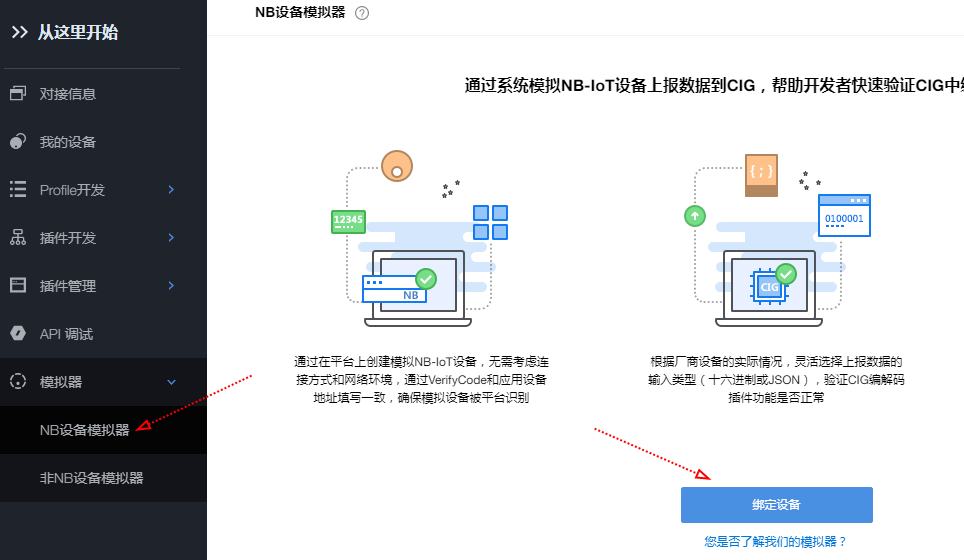 从这里开始
对接信息
我的设备
Profile开发
插件开发
插件管理
API 调试
模拟器
NB设备模拟器
非NB设备模拟器
NB设备模拟器 ?
通过系统模拟NB-IoT设备上报数据到CIG，帮助开发者快速验证CIG中
12345
NB
通过在平台上创建模拟NB-IoT设备，无需考虑连
接方式和网络环境，通过VerifyCode和应用设备
地址填写一致，确保模拟设备被平台识别
{ ; }
0100001
CIG
根据厂商设备的实际情况，灵活选择上报数据的
输入类型（十六进制或JSON），验证CIG编解码
插件功能是否正常
绑定设备
您是否了解我们的模拟器？